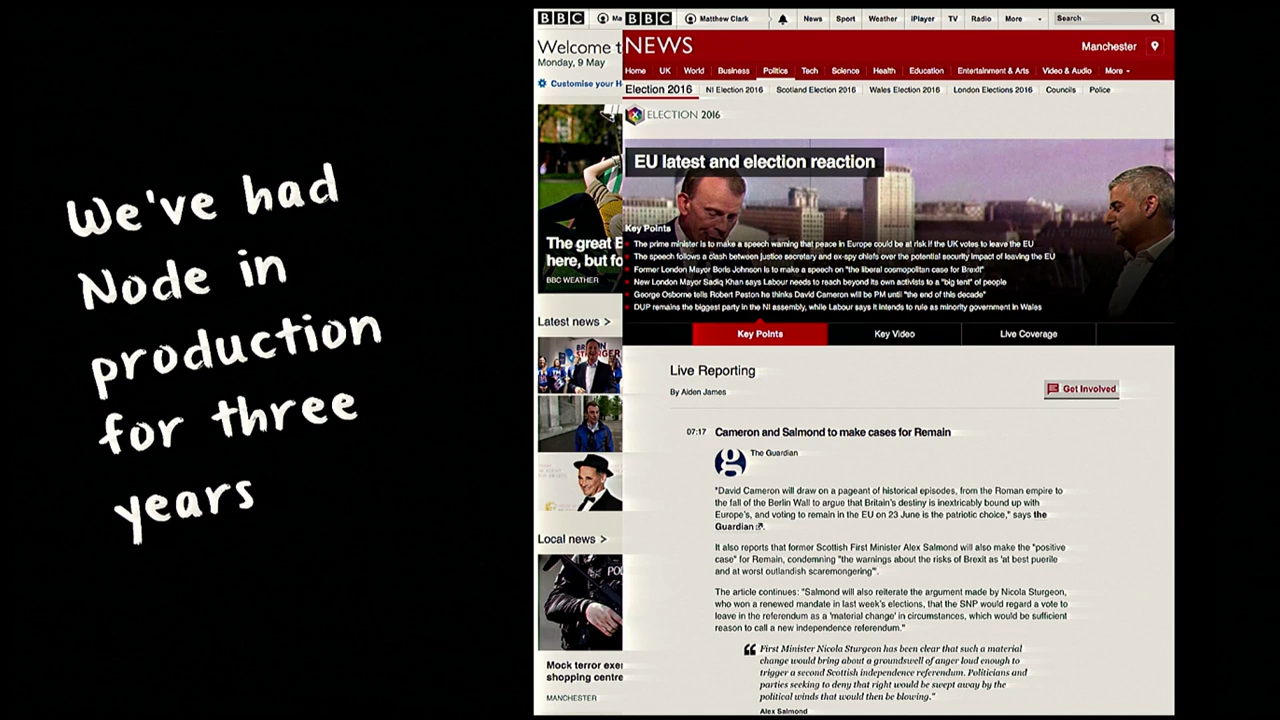 We've had
Node in
production
for three
years
BBC
Ma
Welcome t
Monday, 9 May
Customise your H
The great B
here, but fo
BBC WEATHER
Latest news >
Local news >
Mock terror exer
shopping centre
MANCHESTER
BBC Matthew Clark News Sport Weather iPlayer TV Radio More Search
NEWS Manchester
Home UK World Business Politics Tech Science Health Education Entertainment & Arts Video & Audio More
Election 2016 NI Election 2016 Scotland Election 2016 Wales Election 2016 London Elections 2016 Councils Police
ELECTION 2016
EU latest and election reaction
Key Points
The prime minister is to make a speech warning that peace in Europe could be at risk if the UK votes to leave the EU
The speech follows a clash between justice secretary and ex-spy chiefs over the potential security impact of leaving the EU
Former London Mayor Boris Johnson is to make a speech on "the liberal cosmopolitan case for Brexit"
New London Mayor Sadiq Khan says Labour needs to reach beyond its own activists to a "big tent" of people
George Osborne tells Robert Peston he thinks David Cameron will be PM until "the end of this decade"
DUP remains the biggest party in the NI assembly, while Labour says it intends to rule as minority government in Wales
Key Points Key Video Live Coverage
Live Reporting
By Aiden James
Get Involved
07:17 Cameron and Salmond to make cases for Remain
g The Guardian
"David Cameron will draw on a pageant of historical episodes, from the Roman empire to
the fall of the Berlin Wall to argue that Britain's destiny is inextricably bound up with
Europe's, and voting to remain in the EU on 23 June is the patriotic choice," says the
Guardian.
It also reports that former Scottish First Minister Alex Salmond will also make the "positive
case" for Remain, condemning "the warnings about the risks of Brexit as 'at best puerile
and at worst outlandish scaremongering'".
The article continues: "Salmond will also reiterate the argument made by Nicola Sturgeon,
who won a renewed mandate in last week's elections, that the SNP would regard a vote to
leave in the referendum as a 'material change' in circumstances, which would be sufficient
reason to call a new independence referendum."
First Minister Nicola Sturgeon has been clear that such a material
change would bring about a groundswell of anger loud enough to
trigger a second Scottish independence referendum. Politicians and
parties seeking to deny that right would be swept away by the
political winds that would then be blowing."
Alex Salmond